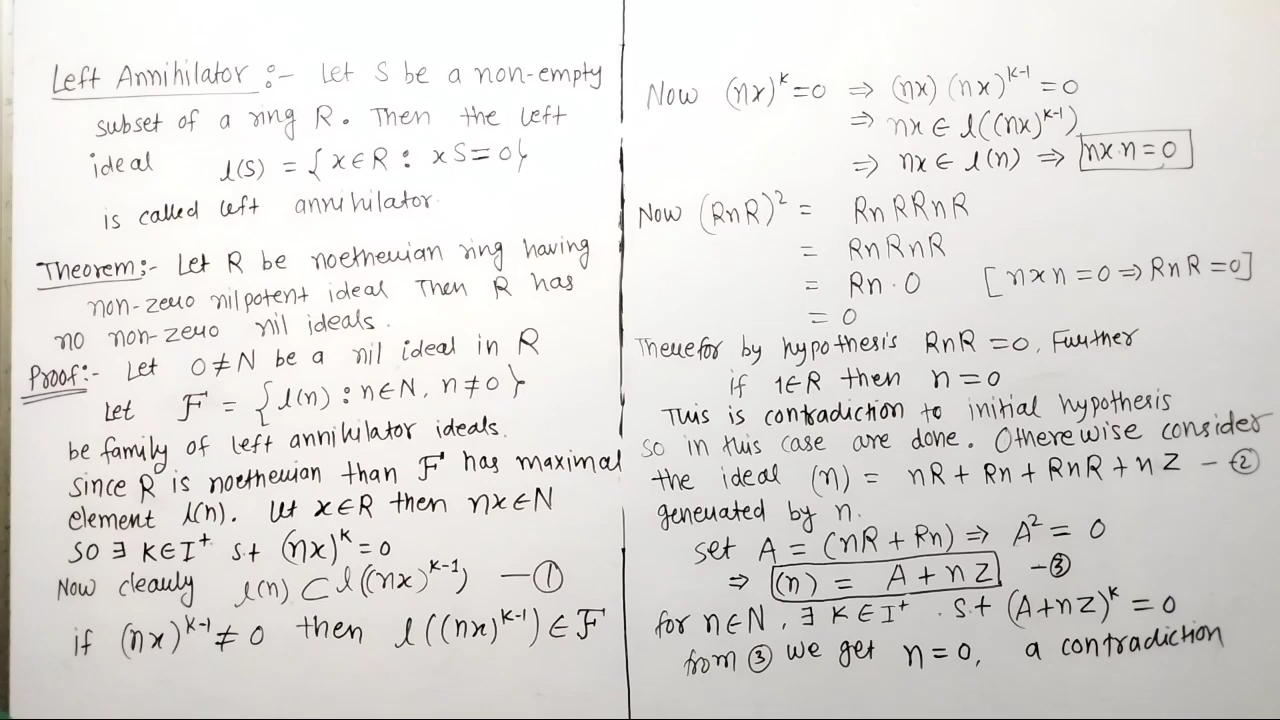 Left Annihilator :- Let S be a non-empty
subset of a ring R. Then the left
ideal l(S) = {x∈R : xS=0}
is called left annihilator.
Theorem:- Let R be noetherian ring having
non-zero nilpotent ideal Then R has
no non-zero nil ideals.
Proof:- Let 0≠N be a nil ideal in R
Let F = {l(n) : n∈N, n≠0}
be family of left annihilator ideals.
Since R is noetherian than F has maximal
element l(n). Let x∈R then nx∈N
So ∃ K∈I⁺ s.t (nx)^k=0
Now clearly l(n) ⊂ l((nx)^{k-1}) —①
if (nx)^{k-1}≠0 then l((nx)^{k-1})∈F
Now (nx)^k=0 ⇒ (nx)(nx)^{k-1}=0
⇒ nx∈l((nx)^{k-1})
⇒ nx∈l(n) ⇒ nx·n=0
Now (RnR)² = RnRRnR
= RnRnR
= Rn·0 [nxn=0⇒RnR=0]
= 0
Therefor by hypothesis RnR=0. Further
if 1∈R then n=0
This is contradiction to initial hypothesis
so in this case are done. Otherewise consider
the ideal (n) = nR+Rn+RnR+nZ —②
generated by n.
set A=(nR+Rn)⇒ A²=0
⇒ (n) = A+nZ —③
for n∈N, ∃ K∈I⁺ . s.t (A+nZ)^k=0
from ③ we get n=0, a contradiction